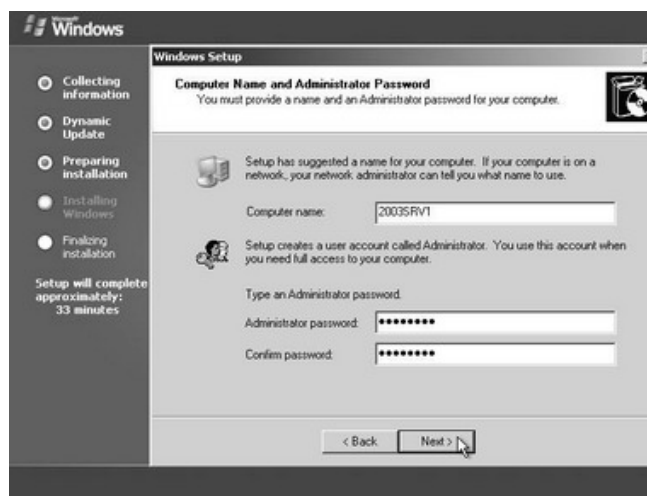 Microsoft
Windows
Collecting
information
Dynamic
Update
Preparing
installation
Installing
Windows
Finalizing
installation
Setup will complete
approximately:
33 minutes
Windows Setup
Computer Name and Administrator Password
You must provide a name and an Administrator password for your computer.
Setup has suggested a name for your computer. If your computer is on a
network, your network administrator can tell you what name to use.
Computer name: 2003SRV1
Setup creates a user account called Administrator. You use this account when
you need full access to your computer.
Type an Administrator password.
Administrator password: ••••••••
Confirm password: ••••••••
< Back Next >